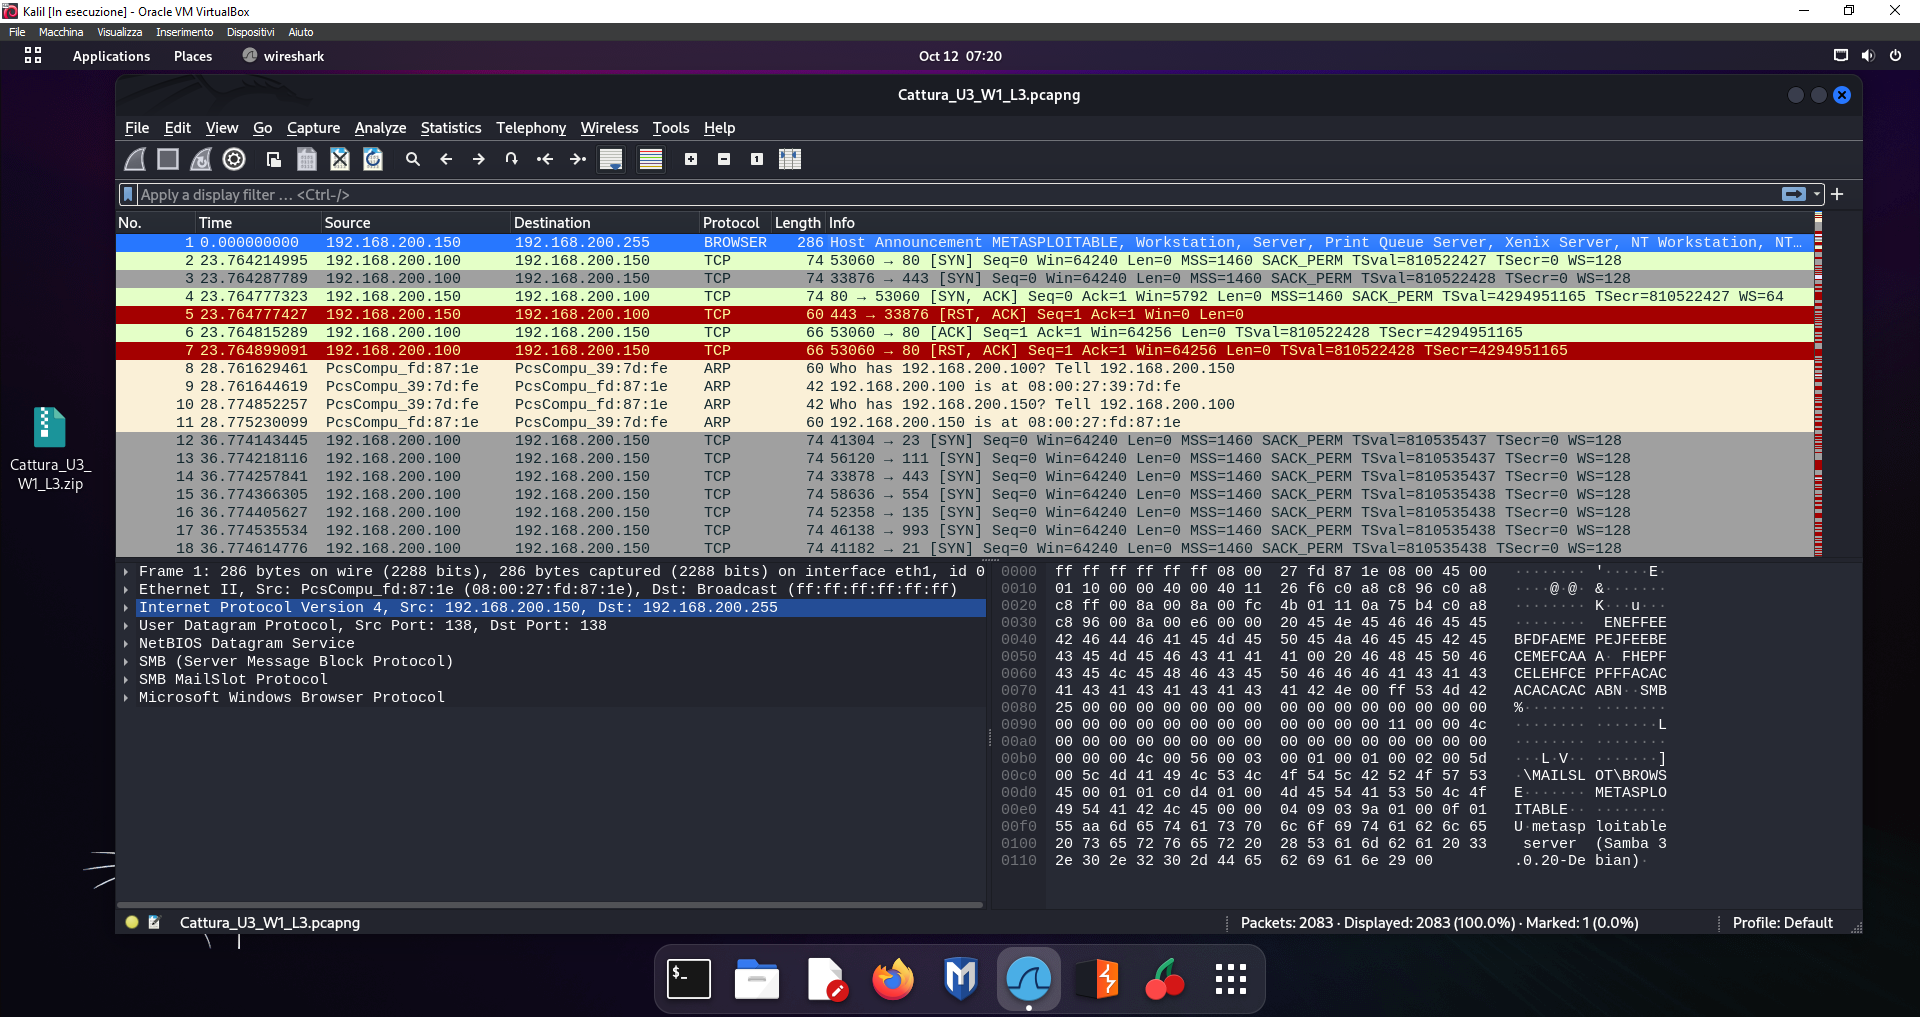 Kalil [In esecuzione] - Oracle VM VirtualBox
File Macchina Visualizza Inserimento Dispositivi Aiuto
Applications Places wireshark Oct 12 07:20
Cattura_U3_W1_L3.pcapng
File Edit View Go Capture Analyze Statistics Telephony Wireless Tools Help
Apply a display filter … <Ctrl-/>
No. Time Source Destination Protocol Length Info
1 0.000000000 192.168.200.150 192.168.200.255 BROWSER 286 Host Announcement METASPLOITABLE, Workstation, Server, Print Queue Server, Xenix Server, NT Workstation, NT…
2 23.764214995 192.168.200.100 192.168.200.150 TCP 74 53060 → 80 [SYN] Seq=0 Win=64240 Len=0 MSS=1460 SACK_PERM TSval=810522427 TSecr=0 WS=128
3 23.764287789 192.168.200.100 192.168.200.150 TCP 74 33876 → 443 [SYN] Seq=0 Win=64240 Len=0 MSS=1460 SACK_PERM TSval=810522428 TSecr=0 WS=128
4 23.764777323 192.168.200.150 192.168.200.100 TCP 74 80 → 53060 [SYN, ACK] Seq=0 Ack=1 Win=5792 Len=0 MSS=1460 SACK_PERM TSval=4294951165 TSecr=810522427 WS=64
5 23.764777427 192.168.200.150 192.168.200.100 TCP 60 443 → 33876 [RST, ACK] Seq=1 Ack=1 Win=0 Len=0
6 23.764815289 192.168.200.100 192.168.200.150 TCP 66 53060 → 80 [ACK] Seq=1 Ack=1 Win=64256 Len=0 TSval=810522428 TSecr=4294951165
7 23.764899091 192.168.200.100 192.168.200.150 TCP 66 53060 → 80 [RST, ACK] Seq=1 Ack=1 Win=64256 Len=0 TSval=810522428 TSecr=4294951165
8 28.761629461 PcsCompu_fd:87:1e PcsCompu_39:7d:fe ARP 60 Who has 192.168.200.100? Tell 192.168.200.150
9 28.761644619 PcsCompu_39:7d:fe PcsCompu_fd:87:1e ARP 42 192.168.200.100 is at 08:00:27:39:7d:fe
10 28.774852257 PcsCompu_39:7d:fe PcsCompu_fd:87:1e ARP 42 Who has 192.168.200.150? Tell 192.168.200.100
11 28.775230099 PcsCompu_fd:87:1e PcsCompu_39:7d:fe ARP 60 192.168.200.150 is at 08:00:27:fd:87:1e
12 36.774143445 192.168.200.100 192.168.200.150 TCP 74 41304 → 23 [SYN] Seq=0 Win=64240 Len=0 MSS=1460 SACK_PERM TSval=810535437 TSecr=0 WS=128
13 36.774218116 192.168.200.100 192.168.200.150 TCP 74 56120 → 111 [SYN] Seq=0 Win=64240 Len=0 MSS=1460 SACK_PERM TSval=810535437 TSecr=0 WS=128
14 36.774257841 192.168.200.100 192.168.200.150 TCP 74 33878 → 443 [SYN] Seq=0 Win=64240 Len=0 MSS=1460 SACK_PERM TSval=810535437 TSecr=0 WS=128
15 36.774366305 192.168.200.100 192.168.200.150 TCP 74 58636 → 554 [SYN] Seq=0 Win=64240 Len=0 MSS=1460 SACK_PERM TSval=810535438 TSecr=0 WS=128
16 36.774405627 192.168.200.100 192.168.200.150 TCP 74 52358 → 135 [SYN] Seq=0 Win=64240 Len=0 MSS=1460 SACK_PERM TSval=810535438 TSecr=0 WS=128
17 36.774535534 192.168.200.100 192.168.200.150 TCP 74 46138 → 993 [SYN] Seq=0 Win=64240 Len=0 MSS=1460 SACK_PERM TSval=810535438 TSecr=0 WS=128
18 36.774614776 192.168.200.100 192.168.200.150 TCP 74 41182 → 21 [SYN] Seq=0 Win=64240 Len=0 MSS=1460 SACK_PERM TSval=810535438 TSecr=0 WS=128
Cattura_U3_
W1_L3.zip
Frame 1: 286 bytes on wire (2288 bits), 286 bytes captured (2288 bits) on interface eth1, id 0
Ethernet II, Src: PcsCompu_fd:87:1e (08:00:27:fd:87:1e), Dst: Broadcast (ff:ff:ff:ff:ff:ff)
Internet Protocol Version 4, Src: 192.168.200.150, Dst: 192.168.200.255
User Datagram Protocol, Src Port: 138, Dst Port: 138
NetBIOS Datagram Service
SMB (Server Message Block Protocol)
SMB MailSlot Protocol
Microsoft Windows Browser Protocol
0000 ff ff ff ff ff ff 08 00 27 fd 87 1e 08 00 45 00 ········ '·····E·
0010 01 10 00 00 40 00 40 11 26 f6 c0 a8 c8 96 c0 a8 ····@·@· &·······
0020 c8 ff 00 8a 00 8a 00 fc 4b 01 11 0a 75 b4 c0 a8 ········ K···u···
0030 c8 96 00 8a 00 e6 00 00 20 45 4e 45 46 46 45 45 ········  ENEFFEE
0040 42 46 44 46 41 45 4d 45 50 45 4a 46 45 45 42 45 BFDFAEME PEJFEEBE
0050 43 45 4d 45 46 43 41 41 41 00 20 46 48 45 50 46 CEMEFCAA A· FHEPF
0060 43 45 4c 45 48 46 43 45 50 46 46 46 41 43 41 43 CELEHFCE PFFFACAC
0070 41 43 41 43 41 43 41 43 41 42 4e 00 ff 53 4d 42 ACACACAC ABN··SMB
0080 25 00 00 00 00 00 00 00 00 00 00 00 00 00 00 00 %······· ········
0090 00 00 00 00 00 00 00 00 00 00 00 00 11 00 00 4c ········ ·······L
00a0 00 00 00 00 00 00 00 00 00 00 00 00 00 00 00 00 ········ ········
00b0 00 00 00 4c 00 56 00 03 00 01 00 01 00 02 00 5d ···L·V·· ·······]
00c0 00 5c 4d 41 49 4c 53 4c 4f 54 5c 42 52 4f 57 53 ·\MAILSL OT\BROWS
00d0 45 00 01 01 c0 d4 01 00 4d 45 54 41 53 50 4c 4f E······· METASPLO
00e0 49 54 41 42 4c 45 00 00 04 09 03 9a 01 00 0f 01 ITABLE·· ········
00f0 55 aa 6d 65 74 61 73 70 6c 6f 69 74 61 62 6c 65 U·metasp loitable
0100 20 73 65 72 76 65 72 20 28 53 61 6d 62 61 20 33  server  (Samba 3
0110 2e 30 2e 32 30 2d 44 65 62 69 61 6e 29 00 .0.20-De bian)·
Cattura_U3_W1_L3.pcapng Packets: 2083 · Displayed: 2083 (100.0%) · Marked: 1 (0.0%) Profile: Default